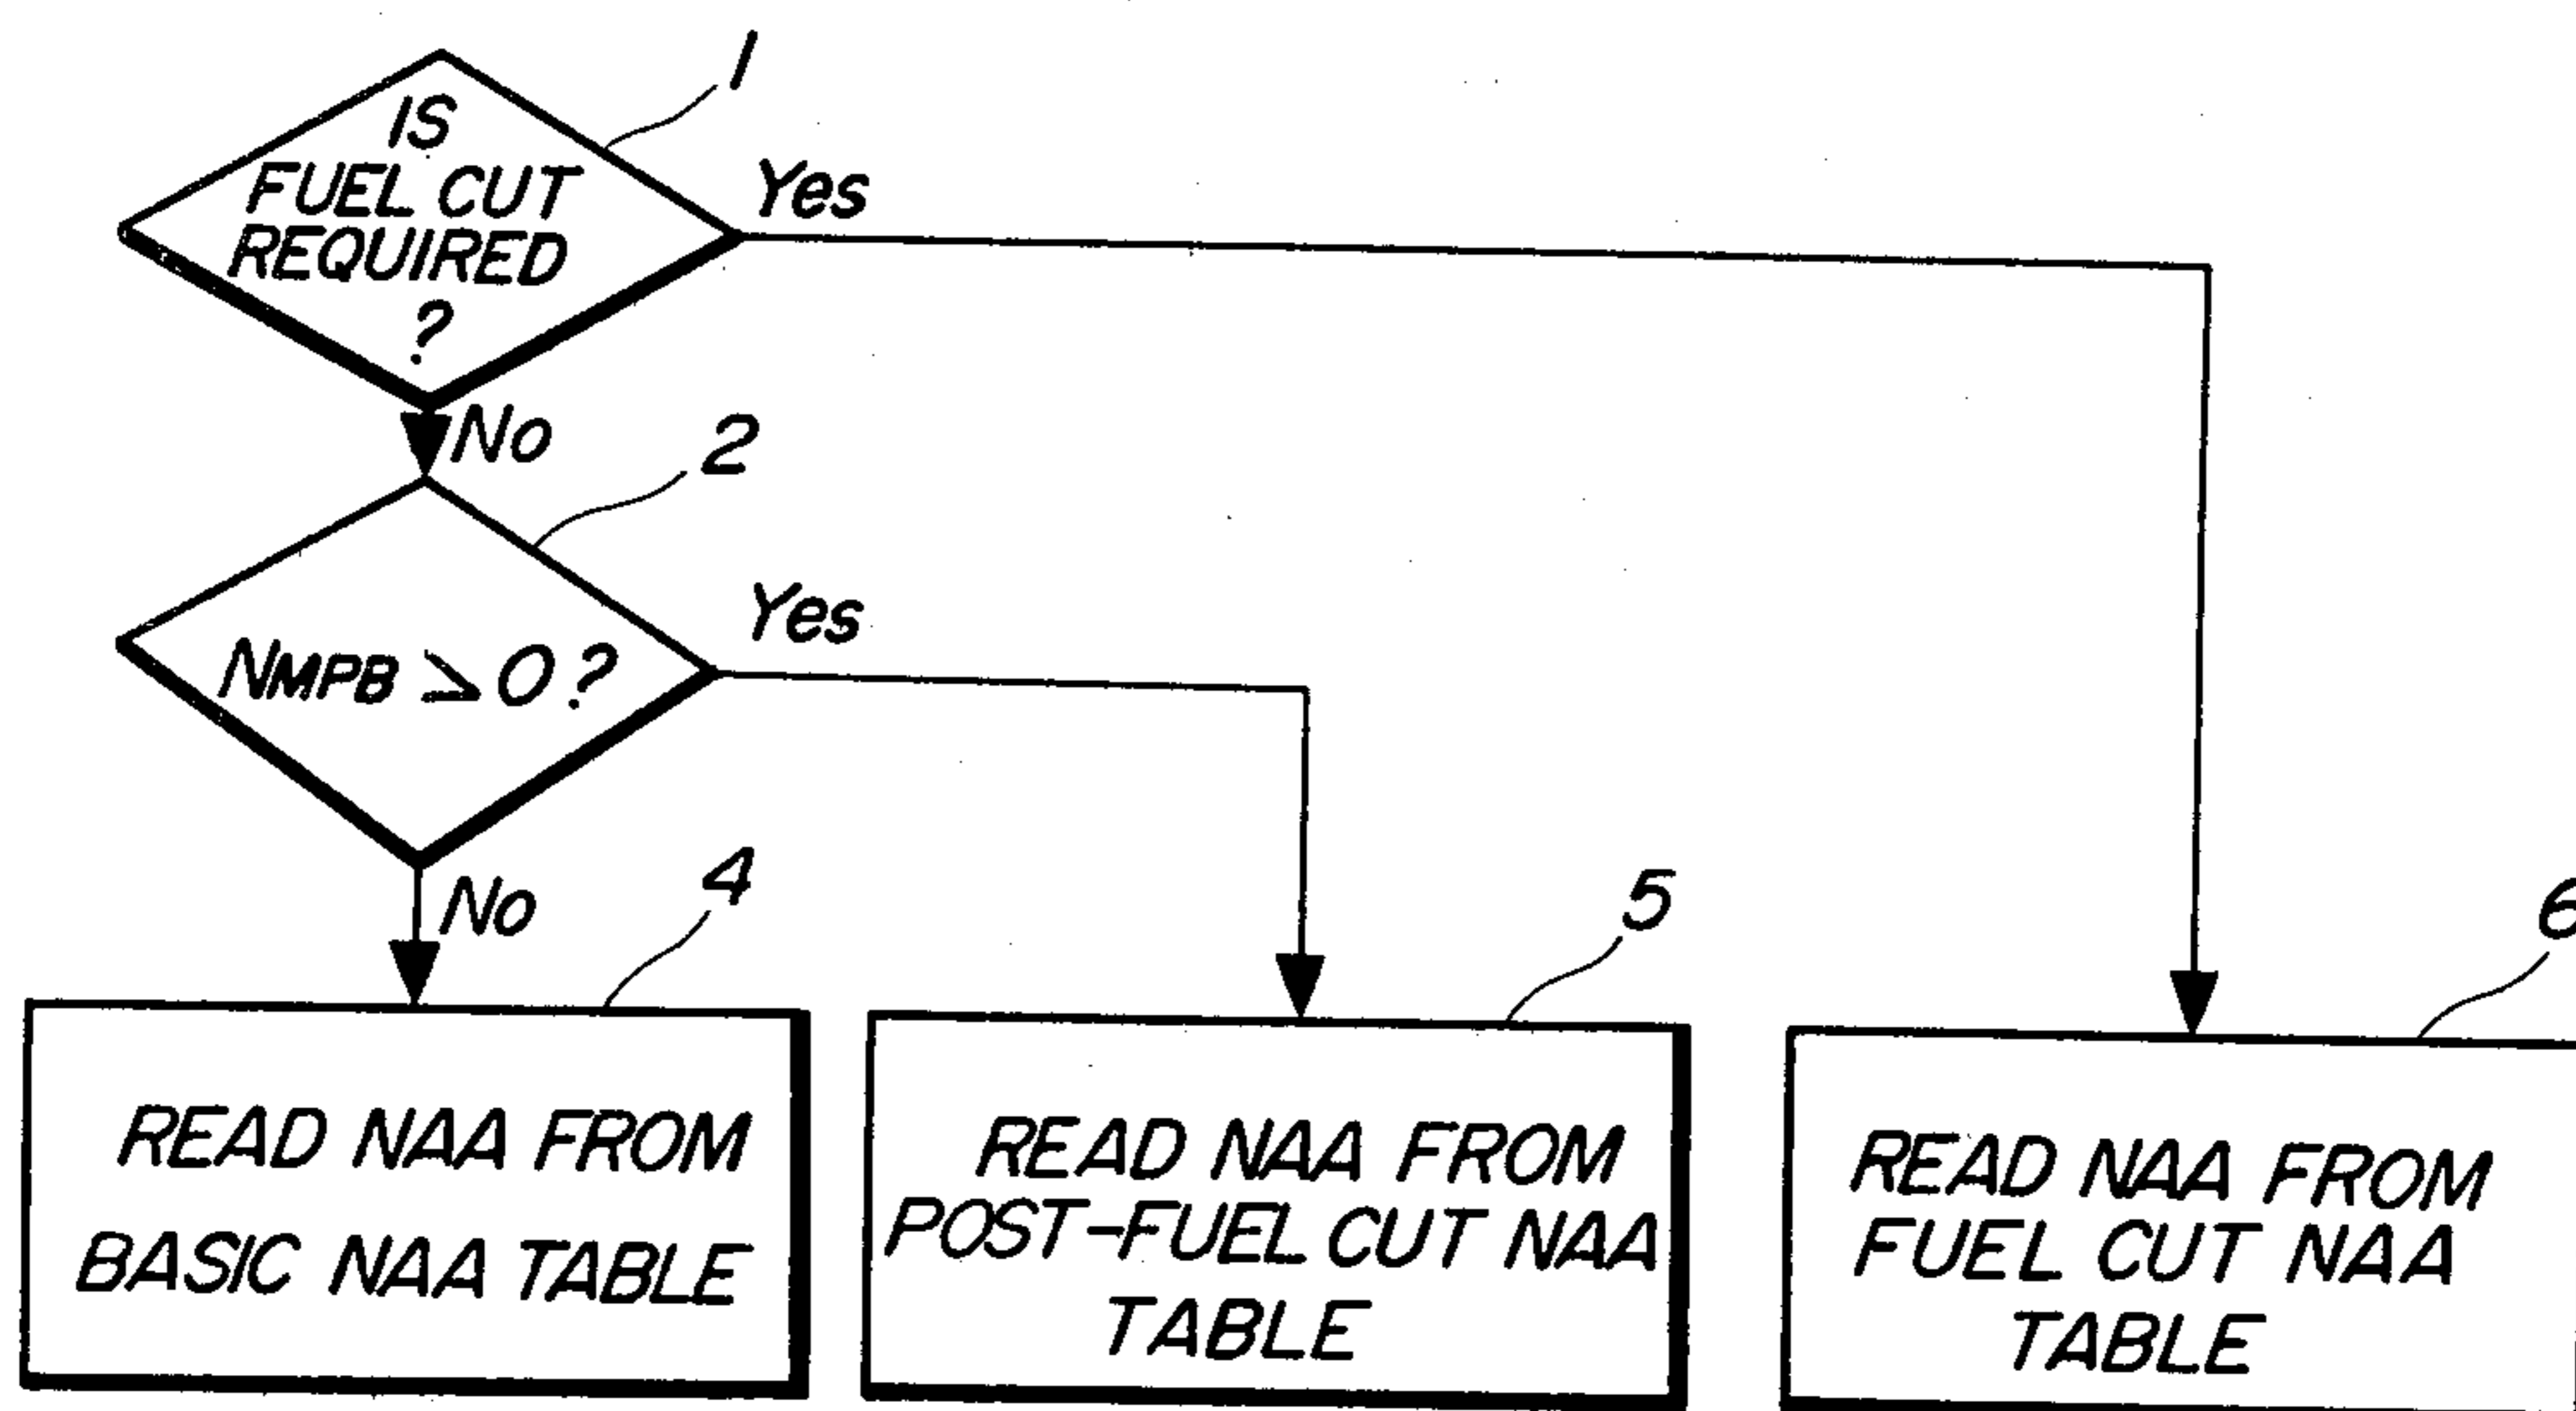 1
IS
FUEL CUT
REQUIRED
?
Yes
No
2
NMPB ≥ 0 ?
Yes
No
4
5
6
READ NAA FROM
BASIC NAA TABLE
READ NAA FROM
POST-FUEL CUT NAA
TABLE
READ NAA FROM
FUEL CUT NAA
TABLE